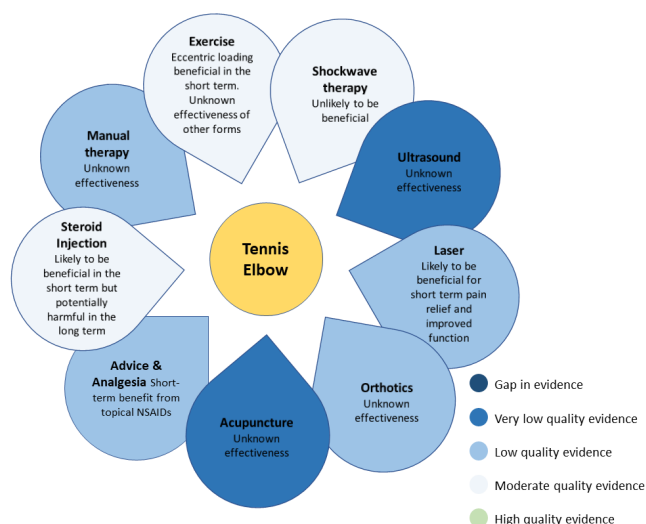 Exercise
Eccentric loading
beneficial in the
short term.
Unknown
effectiveness of
other forms
Shockwave
therapy
Unlikely to be
beneficial
Manual
therapy
Unknown
effectiveness
Ultrasound
Unknown
effectiveness
Steroid
Injection
Likely to be
beneficial in the
short term but
potentially
harmful in the
long term
Tennis
Elbow
Laser
Likely to be
beneficial for
short term pain
relief and
improved
function
Advice &
Analgesia Short-
term benefit from
topical NSAIDs
Acupuncture
Unknown
effectiveness
Orthotics
Unknown
effectiveness
Gap in evidence
Very low quality evidence
Low quality evidence
Moderate quality evidence
High quality evidence